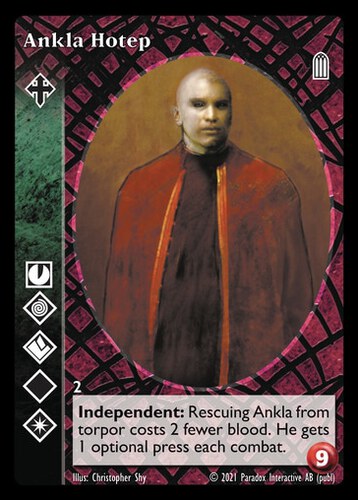 Ankla Hotep
2
Independent: Rescuing Ankla from
torpor costs 2 fewer blood. He gets
1 optional press each combat.
9
Illus: Christopher Shy © 2021 Paradox Interactive AB (publ)